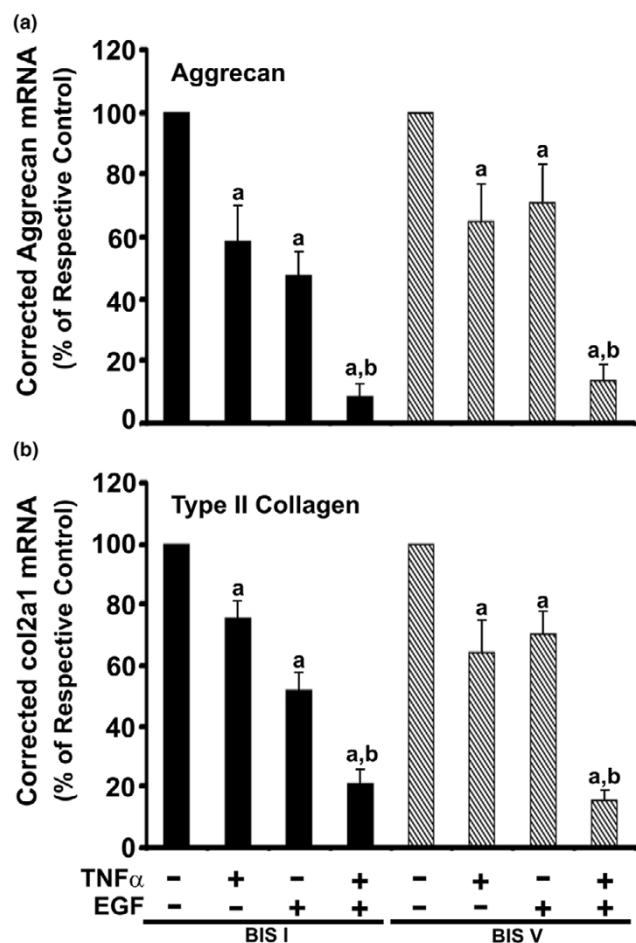 (a)
Corrected Aggrecan mRNA
(% of Respective Control)
120
100
80
60
40
20
0
Aggrecan
a
a
a,b
a
a
a,b
(b)
Corrected col2a1 mRNA
(% of Respective Control)
120
100
80
60
40
20
0
Type II Collagen
a
a
a,b
a
a
a,b
TNFα - + - + - + - +
EGF - - + + - - + +
BIS I BIS V